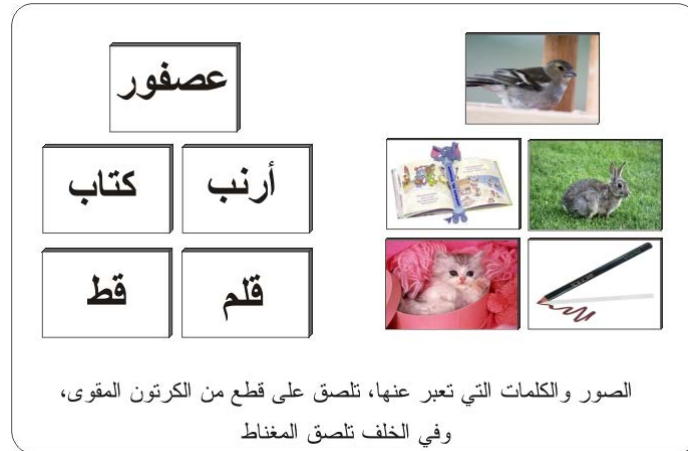 عصفور
أرنب
كتاب
قلم
قط
الصور والكلمات التي تعبر عنها، تلصق على قطع من الكرتون المقوى،
وفي الخلف تلصق المغناط